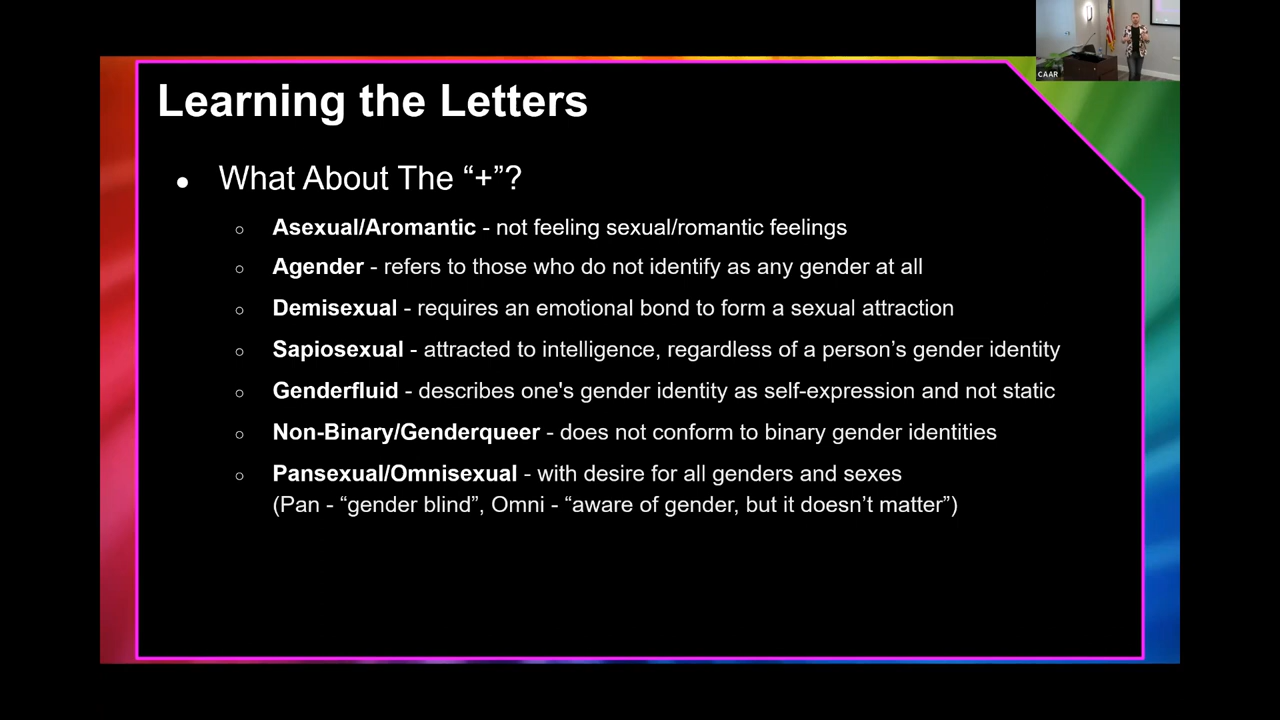 CAAR
Learning the Letters
● What About The “+”?
○ Asexual/Aromantic - not feeling sexual/romantic feelings
○ Agender - refers to those who do not identify as any gender at all
○ Demisexual - requires an emotional bond to form a sexual attraction
○ Sapiosexual - attracted to intelligence, regardless of a person’s gender identity
○ Genderfluid - describes one's gender identity as self-expression and not static
○ Non-Binary/Genderqueer - does not conform to binary gender identities
○ Pansexual/Omnisexual - with desire for all genders and sexes
(Pan - “gender blind”, Omni - “aware of gender, but it doesn’t matter”)